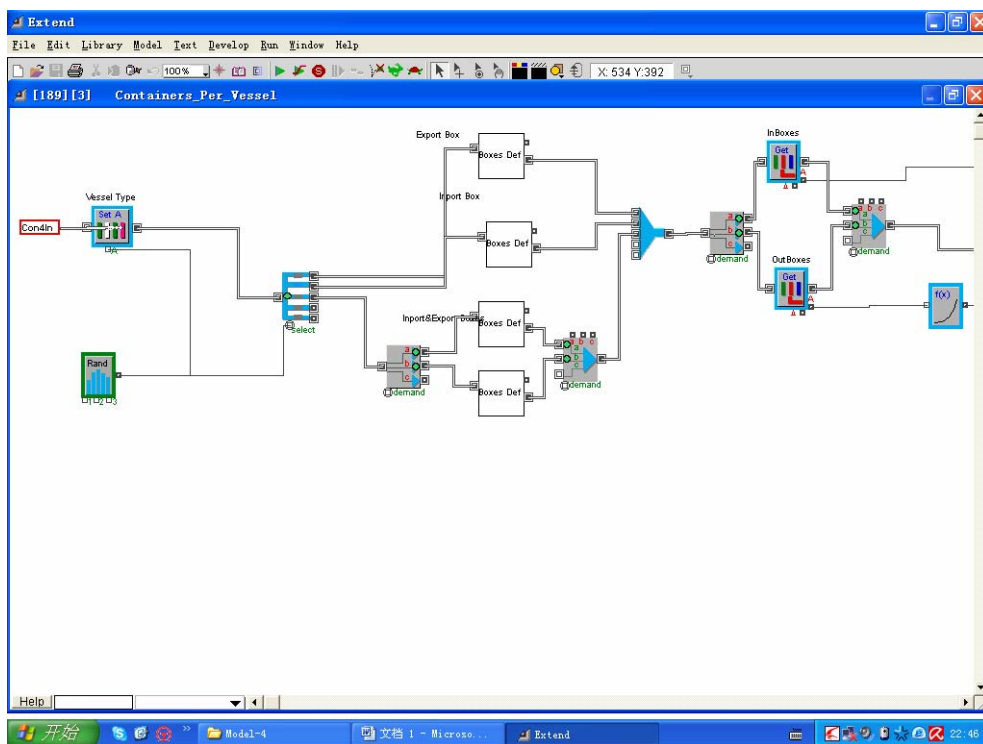 Extend
File Edit Library Model Text Develop Run Window Help
100%
X: 534 Y:392
[189][3] Containers_Per_Vessel
Export Box
Boxes Def
InBoxes
Get
A
Δ
a b c
a
b
c
demand
Vessel Type
Set A
Con4In
A
Inport Box
Boxes Def
a
b
c
demand
OutBoxes
Get
A
Δ
f(x)
select
Inport&Export Boxes
Boxes Def
a
b
c
demand
a b c
a
b
c
demand
Boxes Def
Rand
1 2 3
Help
开始
Model-4
文档 1 - Microso...
Extend
22:46